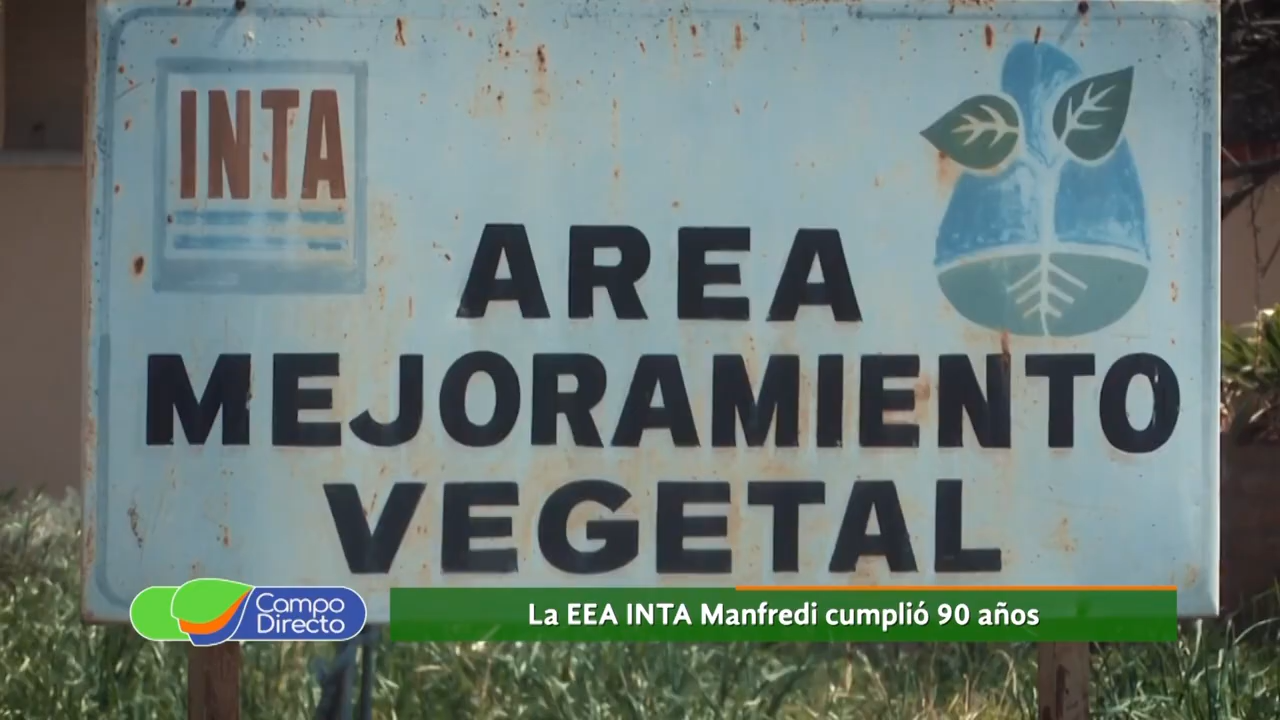 INTA
AREA
MEJORAMIENTO
VEGETAL
Campo
Directo
La EEA INTA Manfredi cumplió 90 años